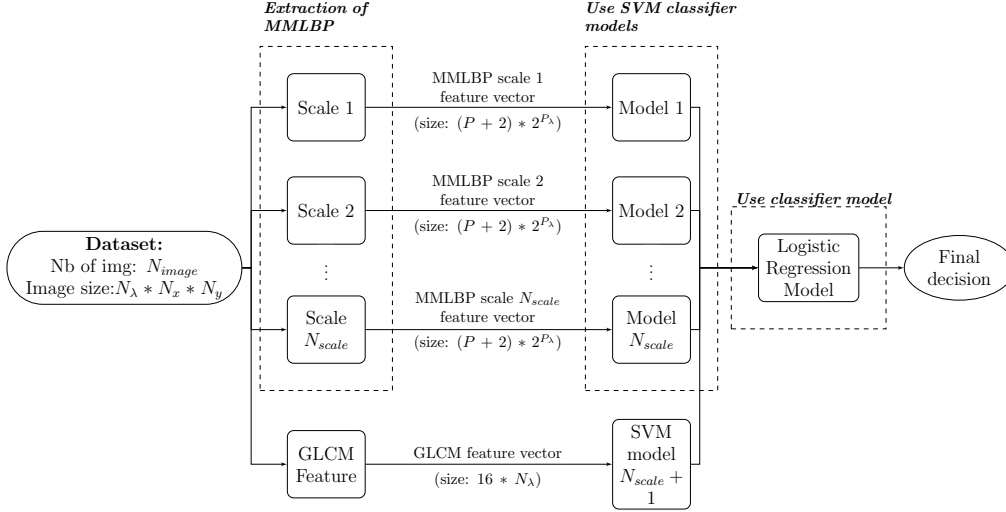 Extraction of
MMLBP
Use SVM classifier
models
Scale 1
MMLBP scale 1
feature vector
(size: (P + 2) * 2^{P_λ})
Model 1
Scale 2
MMLBP scale 2
feature vector
(size: (P + 2) * 2^{P_λ})
Model 2
Use classifier model
Dataset:
Nb of img: N_{image}
Image size:N_λ * N_x * N_y
⋮
⋮
Logistic
Regression
Model
Final
decision
Scale
N_{scale}
MMLBP scale N_{scale}
feature vector
(size: (P + 2) * 2^{P_λ})
Model
N_{scale}
GLCM
Feature
GLCM feature vector
(size: 16 * N_λ)
SVM
model
N_{scale} +
1